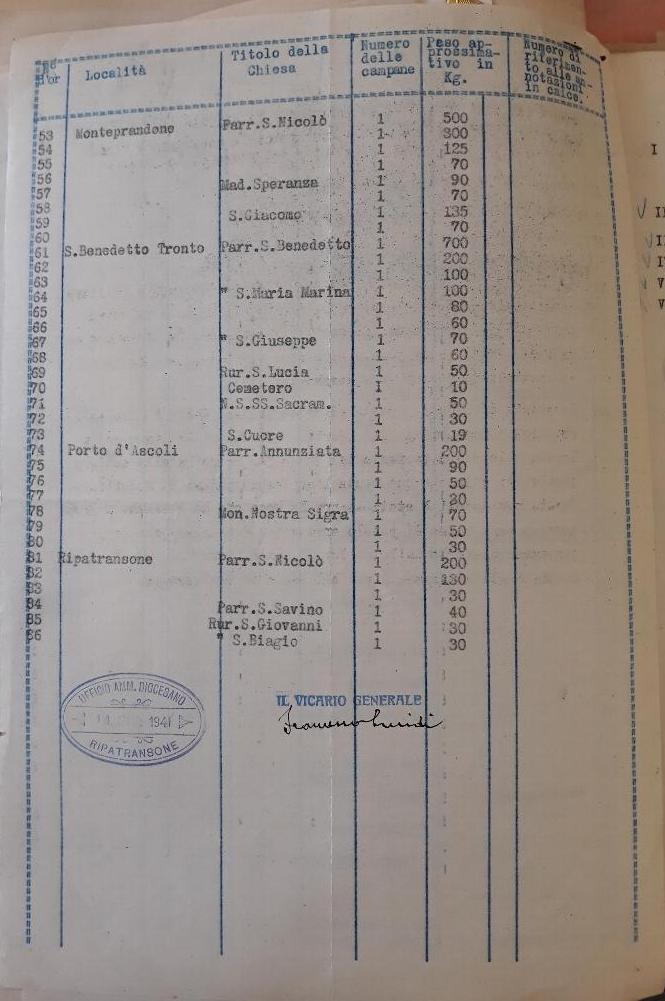 No d'or
Località
Titolo della Chiesa
Numero delle campane
Peso approssimativo in Kg.
Numero di riferimento alle annotazioni in calce.
53 Monteprandone Parr.S.Nicolò 1 500
54 1 300
55 1 125
56 1 70
57 Mad.Speranza 1 90
58 1 70
59 S.Giacomo 1 135
60 1 70
61 S.Benedetto Tronto Parr.S.Benedetto 1 700
62 1 200
63 1 100
64 " S.Maria Marina 1 100
65 1 80
66 1 60
67 " S.Giuseppe 1 70
68 1 60
69 Rur.S.Lucia 1 50
70 Cemetero I 10
71 N.S.SS.Sacram. 1 50
72 1 30
73 S.Cuore 1 19
74 Porto d'Ascoli Parr.Annunziata 1 200
75 1 90
76 1 50
77 1
78 Mon.Nostra Sigra 1 70
79 1 50
80 1 30
81 Ripatransone Parr.S.Nicolò 1 200
82 1 130
83 1 30
84 Parr.S.Savino 1 40
85 Rur.S.Giovanni 1 30
86 " S.Biagio 1 30
UFFICIO AMM. DIOCESANO
1941
RIPATRANSONE
IL VICARIO GENERALE